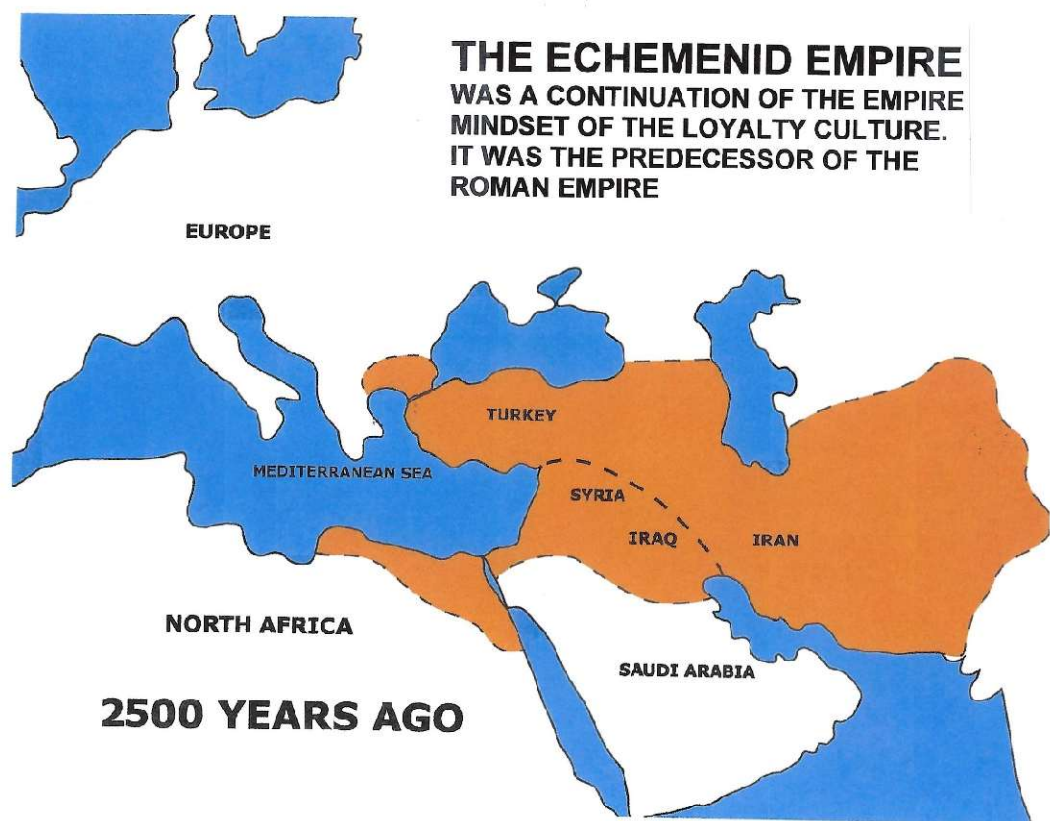 THE ECHEMENID EMPIRE
WAS A CONTINUATION OF THE EMPIRE
MINDSET OF THE LOYALTY CULTURE.
IT WAS THE PREDECESSOR OF THE
ROMAN EMPIRE
EUROPE
TURKEY
MEDITERRANEAN SEA
SYRIA
IRAQ
IRAN
NORTH AFRICA
SAUDI ARABIA
2500 YEARS AGO